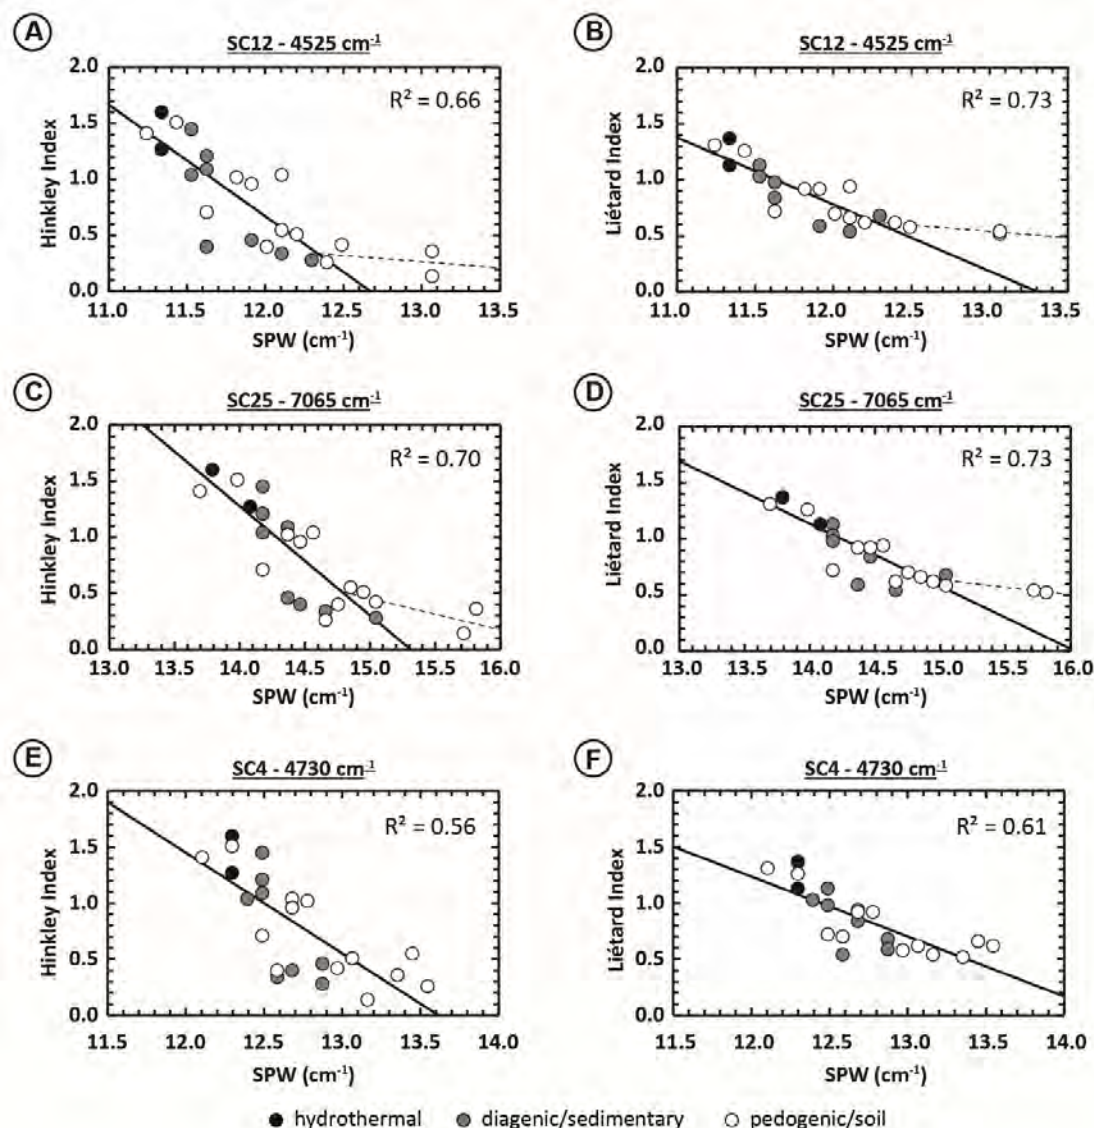 A
SC12 - 4525 cm⁻¹
R² = 0.66
Hinkley Index
2.0
1.5
1.0
0.5
0.0
11.0 11.5 12.0 12.5 13.0 13.5
SPW (cm⁻¹)
B
SC12 - 4525 cm⁻¹
R² = 0.73
Liétard Index
2.0
1.5
1.0
0.5
0.0
11.0 11.5 12.0 12.5 13.0 13.5
SPW (cm⁻¹)
C
SC25 - 7065 cm⁻¹
R² = 0.70
Hinkley Index
2.0
1.5
1.0
0.5
0.0
13.0 13.5 14.0 14.5 15.0 15.5 16.0
SPW (cm⁻¹)
D
SC25 - 7065 cm⁻¹
R² = 0.73
Liétard Index
2.0
1.5
1.0
0.5
0.0
13.0 13.5 14.0 14.5 15.0 15.5 16.0
SPW (cm⁻¹)
E
SC4 - 4730 cm⁻¹
R² = 0.56
Hinkley Index
2.0
1.5
1.0
0.5
0.0
11.5 12.0 12.5 13.0 13.5 14.0
SPW (cm⁻¹)
F
SC4 - 4730 cm⁻¹
R² = 0.61
Liétard Index
2.0
1.5
1.0
0.5
0.0
11.5 12.0 12.5 13.0 13.5 14.0
SPW (cm⁻¹)
hydrothermal diagenic/sedimentary pedogenic/soil